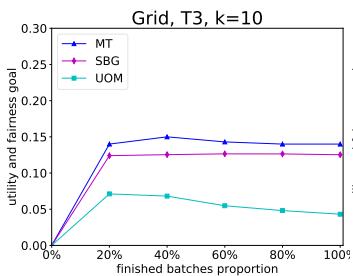 Grid, T3, k=10
0.30
0.25
0.20
0.15
0.10
0.05
0.00
utility and fairness goal
MT
SBG
UOM
0% 20% 40% 60% 80% 100%
finished batches proportion